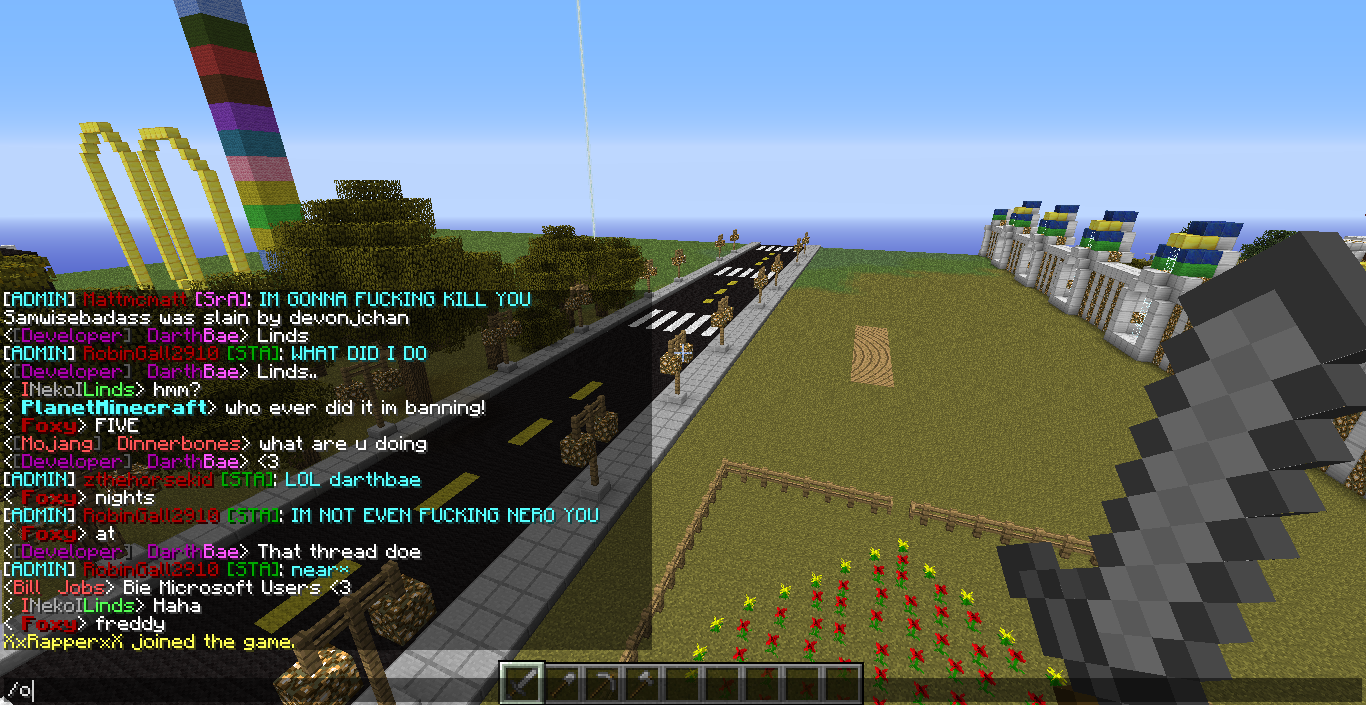 [ADMIN] Mattmcmatt [SrA]: IM GONNA FUCKING KILL YOU
Samwisebadass was slain by devonjchan
<[Developer] DarthBae> Linds
[ADMIN] RobinGall2910 [STA]: WHAT DID I DO
<[Developer] DarthBae> Linds..
< INekoILinds> hmm?
< PlanetMinecraft> who ever did it im banning!
< Foxy> FIVE
<[Mojang] Dinnerbones> what are u doing
<[Developer] DarthBae> <3
[ADMIN] zthehorsekid [STA]: LOL darthbae
< Foxy> nights
[ADMIN] RobinGall2910 [STA]: IM NOT EVEN FUCKING NERO YOU
< Foxy> at
<[Developer] DarthBae> That thread doe
[ADMIN] RobinGall2910 [STA]: near*
<Bill Jobs> Bie Microsoft Users <3
< INekoILinds> Haha
< Foxy> freddy
XxRapperxX joined the game.
/o